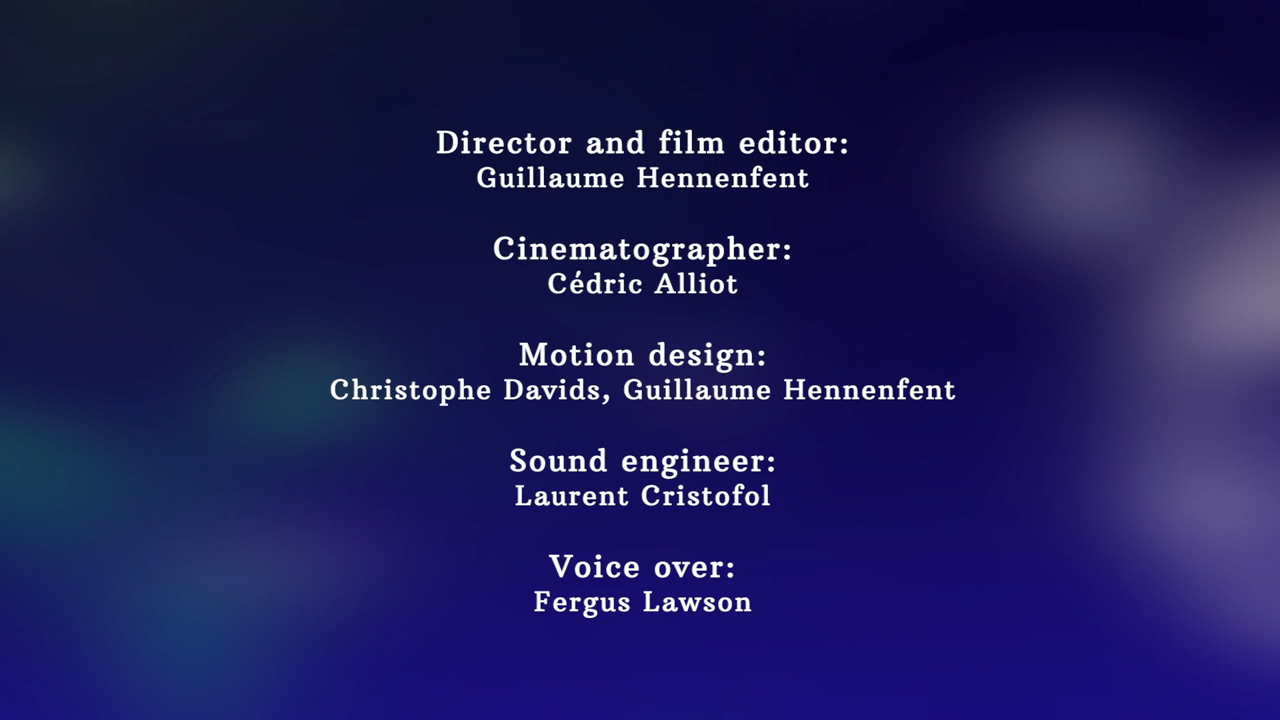 Director and film editor:
Guillaume Hennenfent
Cinematographer:
Cédric Alliot
Motion design:
Christophe Davids, Guillaume Hennenfent
Sound engineer:
Laurent Cristofol
Voice over:
Fergus Lawson